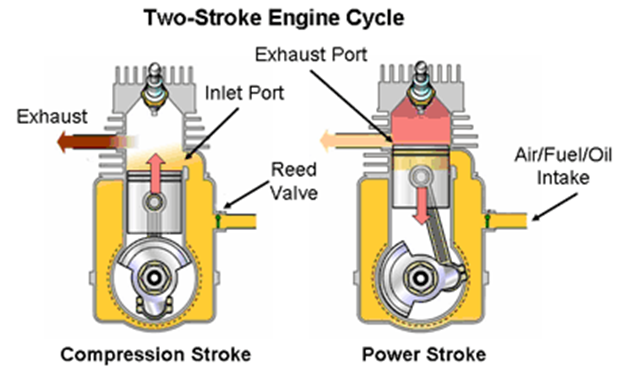 Two-Stroke Engine Cycle
Exhaust Port
Inlet Port
Exhaust
Reed
Valve
Air/Fuel/Oil
Intake
Compression Stroke
Power Stroke